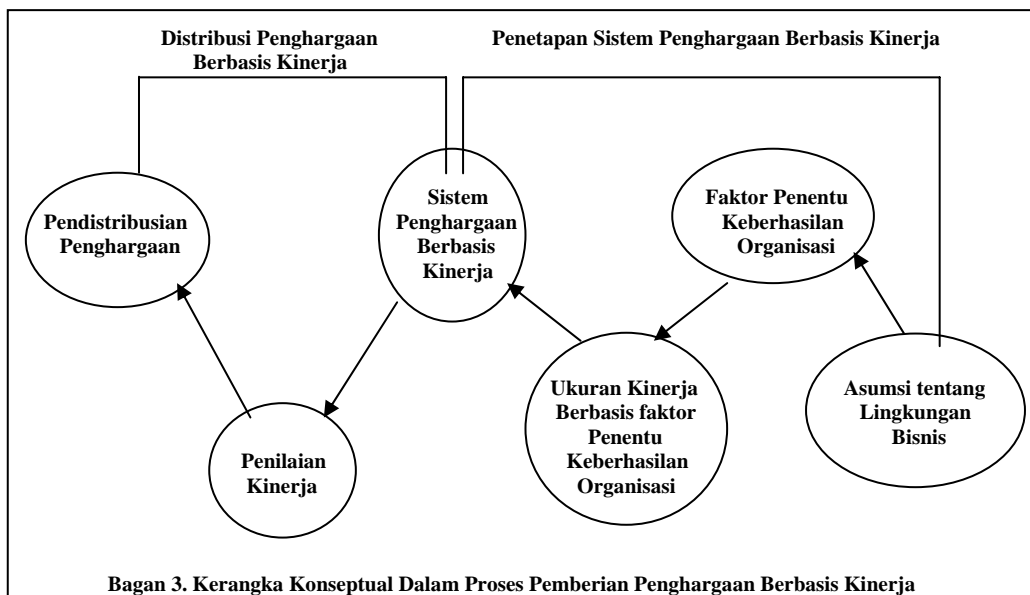 Distribusi Penghargaan
Berbasis Kinerja
Penetapan Sistem Penghargaan Berbasis Kinerja
Pendistribusian
Penghargaan
Sistem
Penghargaan
Berbasis
Kinerja
Faktor Penentu
Keberhasilan
Organisasi
Penilaian
Kinerja
Ukuran Kinerja
Berbasis faktor
Penentu
Keberhasilan
Organisasi
Asumsi tentang
Lingkungan
Bisnis
Bagan 3. Kerangka Konseptual Dalam Proses Pemberian Penghargaan Berbasis Kinerja